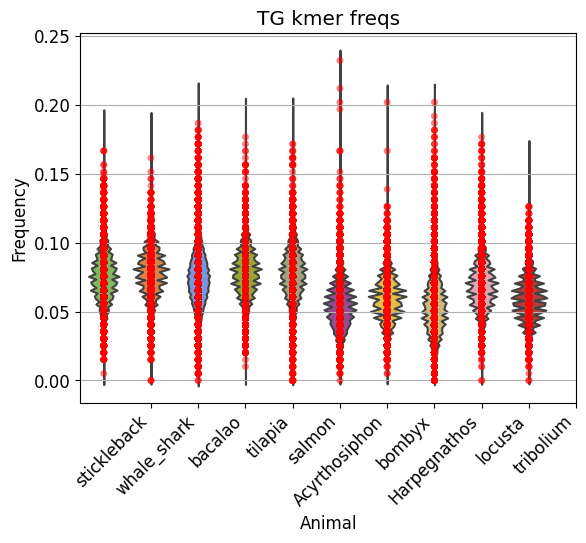 TG kmer freqs
0.25
0.20
0.15
0.10
0.05
0.00
Frequency
stickleback
whale_shark
bacalao
tilapia
salmon
Acyrthosiphon
bombyx
Harpegnathos
locusta
tribolium
Animal